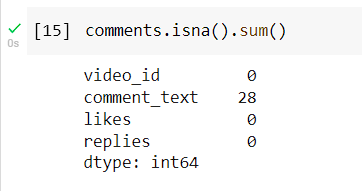 [15] comments.isna().sum()
0s
video_id 0
comment_text 28
likes 0
replies 0
dtype: int64